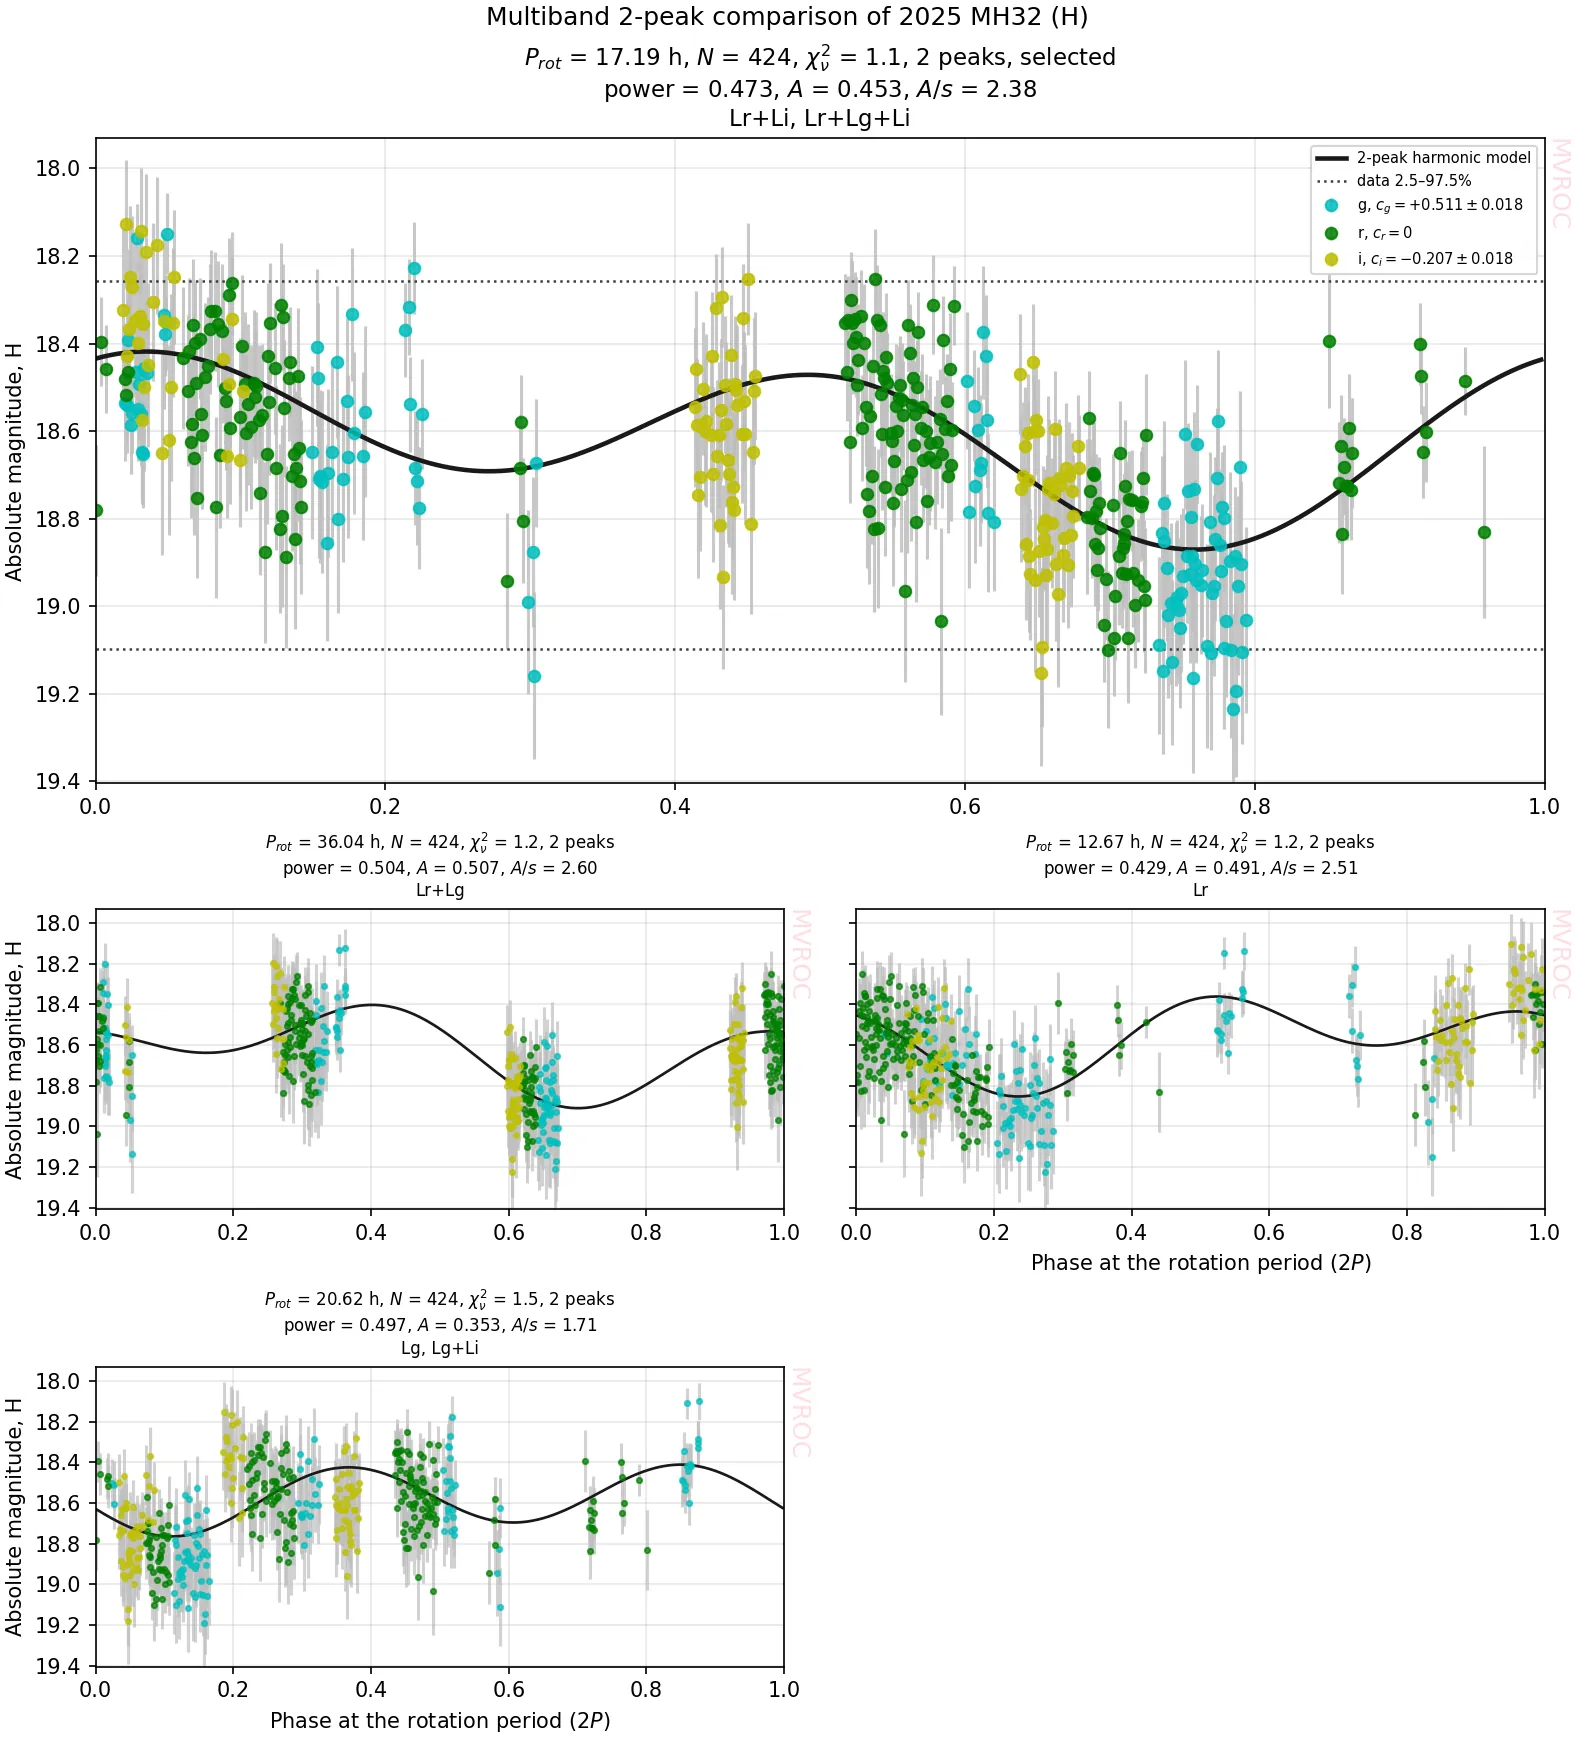 Multiband 2-peak comparison of 2025 MH32 (H)
P_rot = 17.19 h, N = 424, χ²_ν = 1.1, 2 peaks, selected
power = 0.473, A = 0.453, A/s = 2.38
Lr+Li, Lr+Lg+Li
2-peak harmonic model
data 2.5–97.5%
g, c_g = +0.511 ± 0.018
r, c_r = 0
i, c_i = −0.207 ± 0.018
MVROC
Absolute magnitude, H
18.0
18.2
18.4
18.6
18.8
19.0
19.2
19.4
0.0 0.2 0.4 0.6 0.8 1.0
P_rot = 36.04 h, N = 424, χ²_ν = 1.2, 2 peaks
power = 0.504, A = 0.507, A/s = 2.60
Lr+Lg
MVROC
Absolute magnitude, H
18.0
18.2
18.4
18.6
18.8
19.0
19.2
19.4
0.0 0.2 0.4 0.6 0.8 1.0
P_rot = 12.67 h, N = 424, χ²_ν = 1.2, 2 peaks
power = 0.429, A = 0.491, A/s = 2.51
Lr
MVROC
0.0 0.2 0.4 0.6 0.8 1.0
Phase at the rotation period (2P)
P_rot = 20.62 h, N = 424, χ²_ν = 1.5, 2 peaks
power = 0.497, A = 0.353, A/s = 1.71
Lg, Lg+Li
MVROC
Absolute magnitude, H
18.0
18.2
18.4
18.6
18.8
19.0
19.2
19.4
0.0 0.2 0.4 0.6 0.8 1.0
Phase at the rotation period (2P)